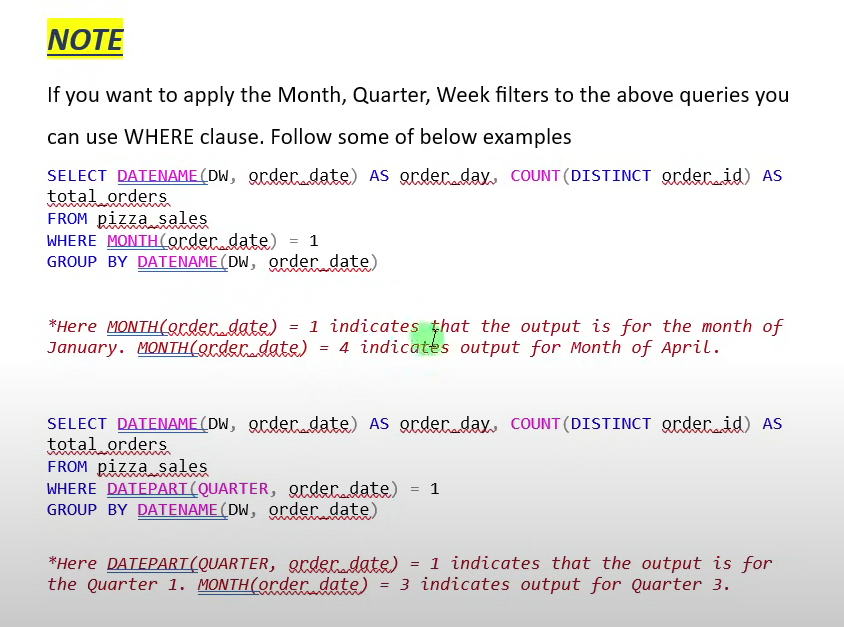 NOTE
If you want to apply the Month, Quarter, Week filters to the above queries you
can use WHERE clause. Follow some of below examples
SELECT DATENAME(DW, order_date) AS order_day, COUNT(DISTINCT order_id) AS
total_orders
FROM pizza_sales
WHERE MONTH(order_date) = 1
GROUP BY DATENAME(DW, order_date)
*Here MONTH(order_date) = 1 indicates that the output is for the month of
January. MONTH(order_date) = 4 indicates output for Month of April.
SELECT DATENAME(DW, order_date) AS order_day, COUNT(DISTINCT order_id) AS
total_orders
FROM pizza_sales
WHERE DATEPART(QUARTER, order_date) = 1
GROUP BY DATENAME(DW, order_date)
*Here DATEPART(QUARTER, order_date) = 1 indicates that the output is for
the Quarter 1. MONTH(order_date) = 3 indicates output for Quarter 3.